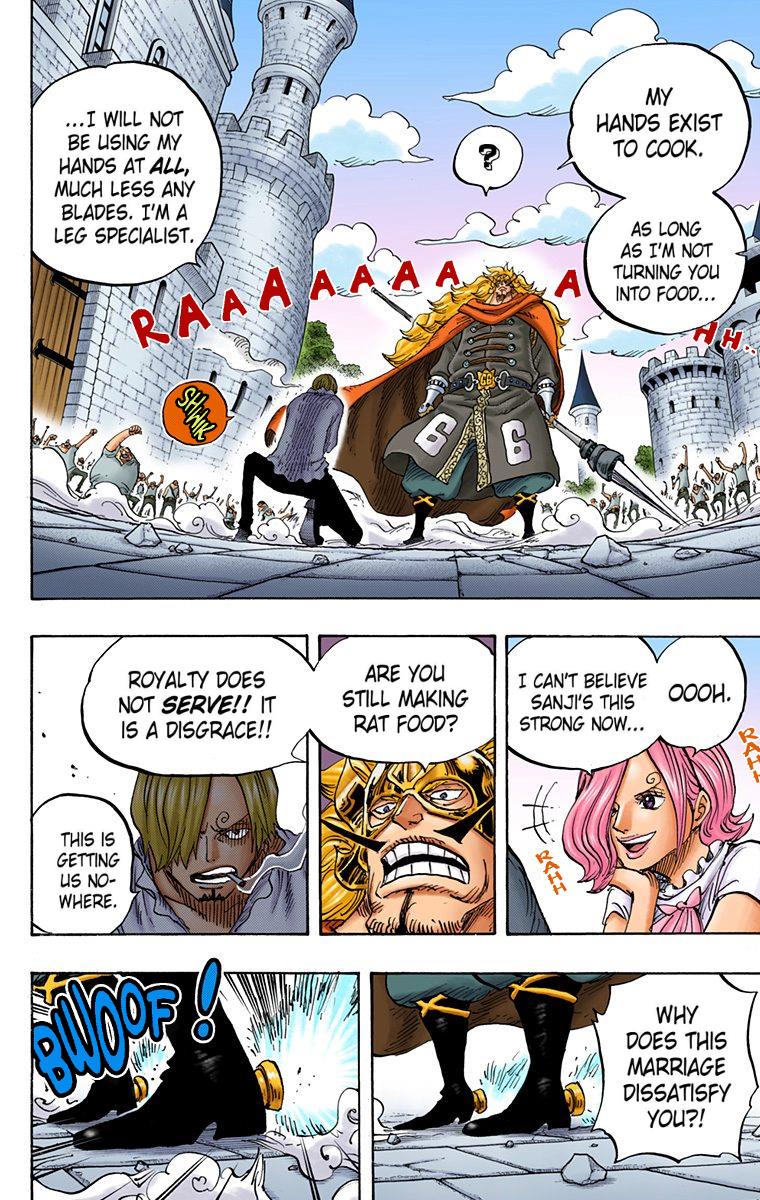 MY
HANDS EXIST
TO COOK.
AS LONG
AS I'M NOT
TURNING YOU
INTO FOOD...
?
...I WILL NOT
BE USING MY
HANDS AT ALL,
MUCH LESS ANY
BLADES. I'M A
LEG SPECIALIST.
RAAAAAAAA
HH...
66
6 6
OOOH.
I CAN'T BELIEVE
SANJI'S THIS
STRONG NOW...
RAHH
RAHH
ARE YOU
STILL MAKING
RAT FOOD?
ROYALTY DOES
NOT SERVE!! IT
IS A DISGRACE!!
THIS IS
GETTING
US NO-
WHERE.
WHY
DOES THIS
MARRIAGE
DISSATISFY
YOU?!
BWOOF!